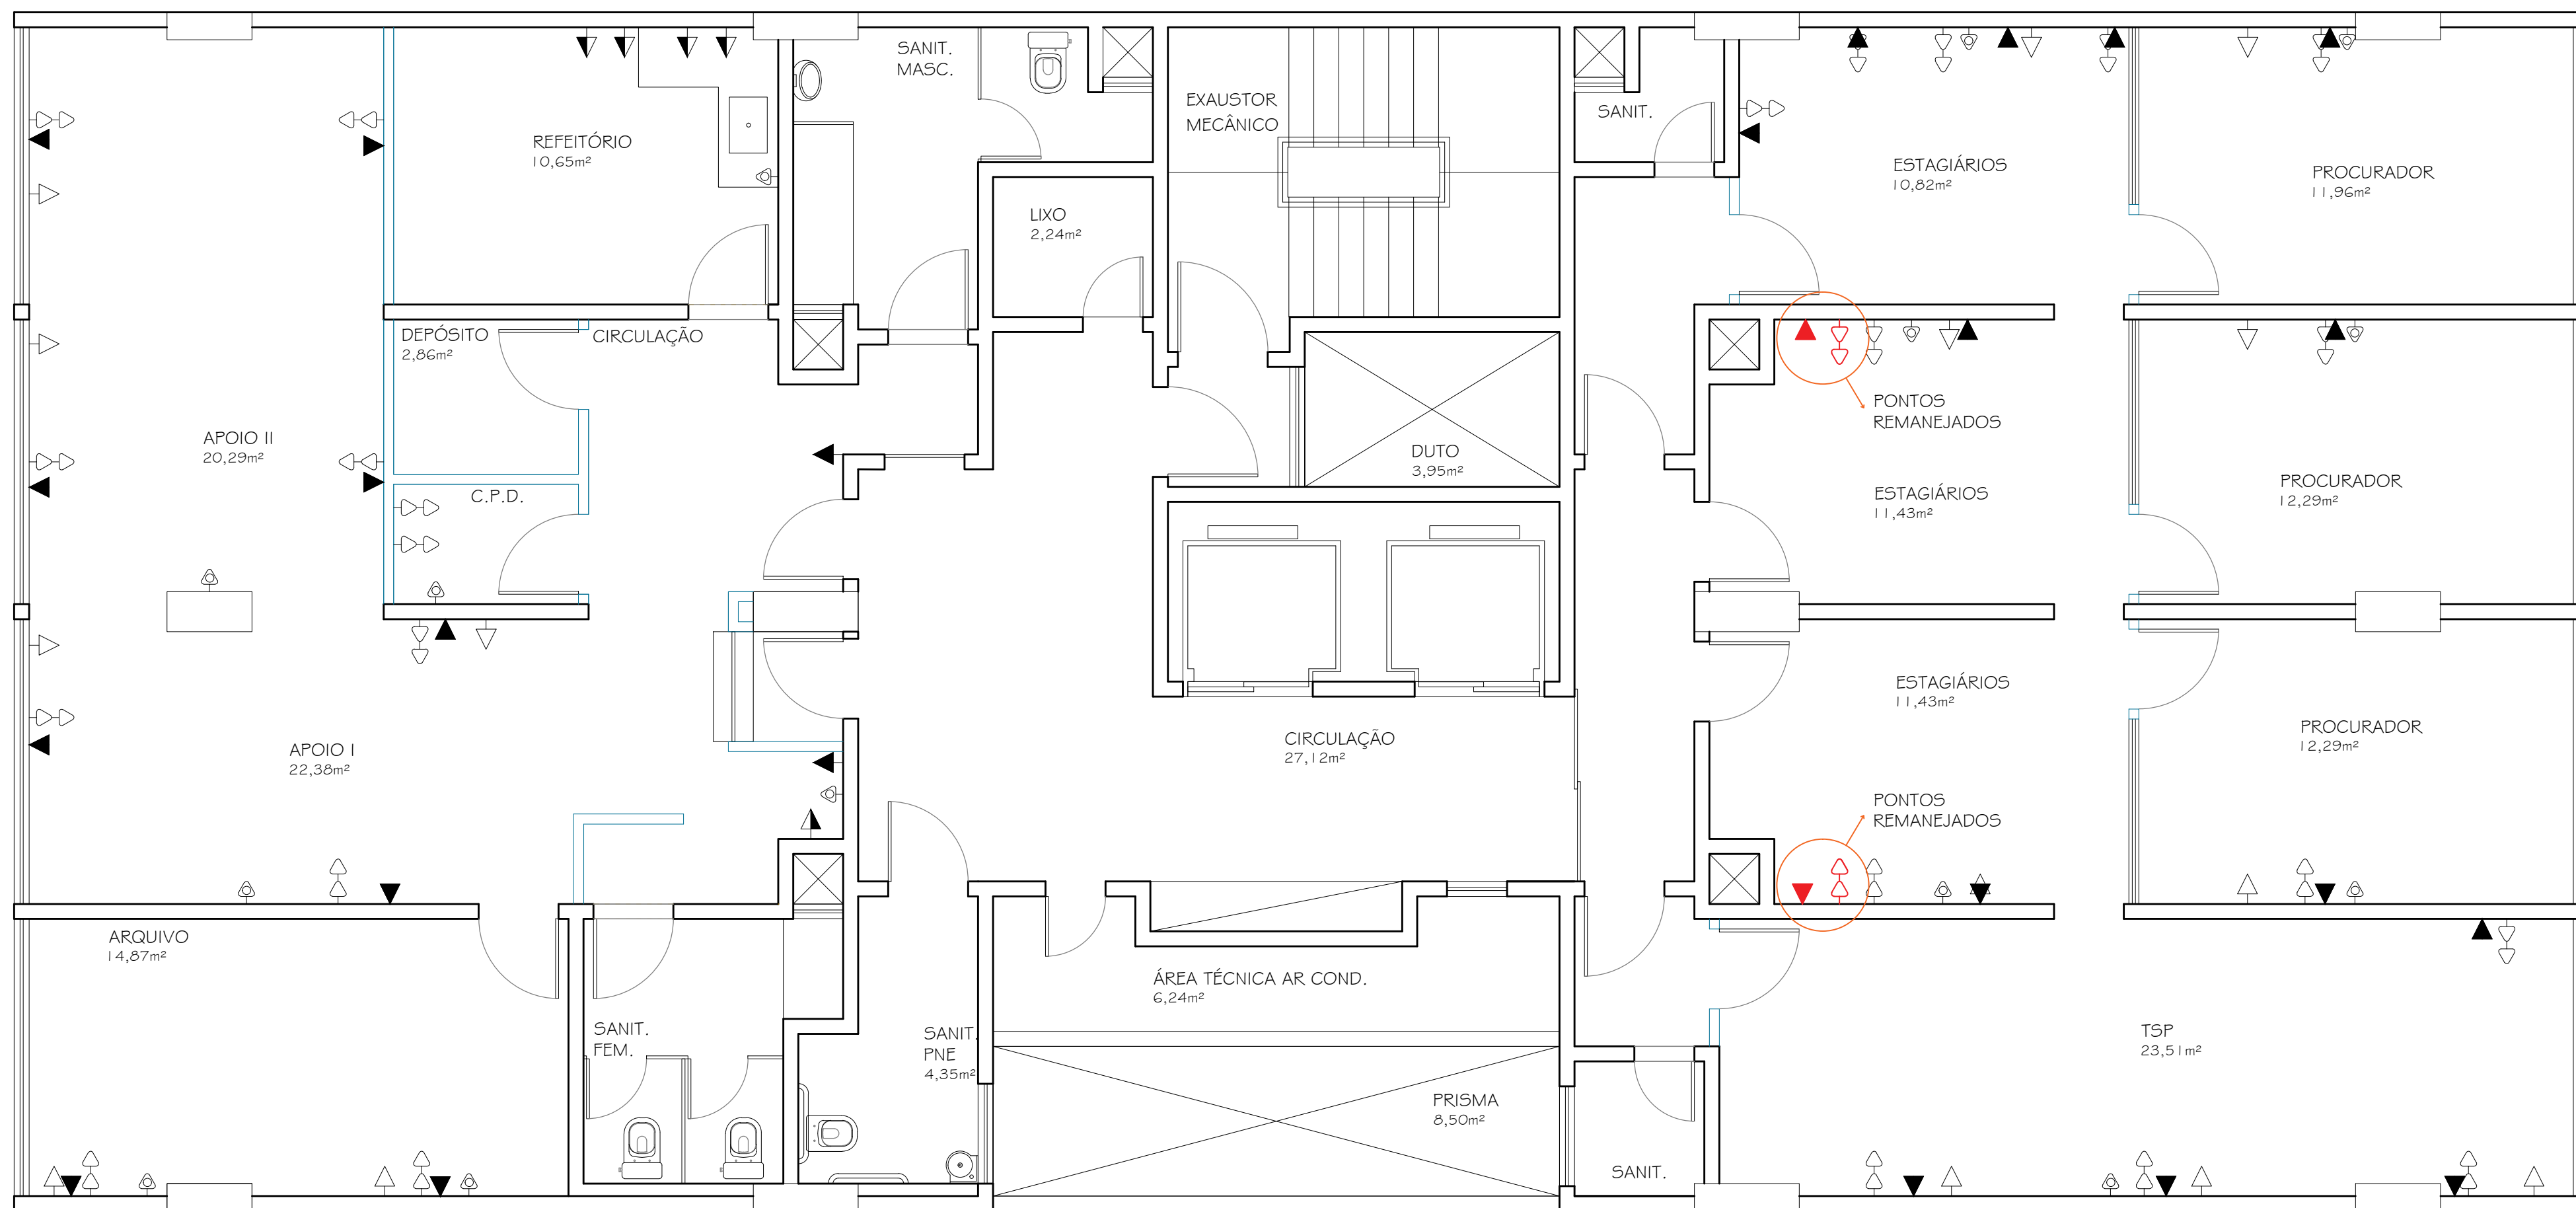 SANIT.
MASC.
EXAUSTOR
MECÂNICO
SANIT.
REFEITÓRIO
10,65m²
ESTAGIÁRIOS
10,82m²
PROCURADOR
11,96m²
LIXO
2,24m²
DEPÓSITO
2,86m²
CIRCULAÇÃO
PONTOS
REMANEJADOS
APOIO II
20,29m²
DUTO
3,95m²
C.P.D.
ESTAGIÁRIOS
11,43m²
PROCURADOR
12,29m²
ESTAGIÁRIOS
11,43m²
PROCURADOR
12,29m²
APOIO I
22,38m²
CIRCULAÇÃO
27,12m²
PONTOS
REMANEJADOS
ARQUIVO
14,87m²
ÁREA TÉCNICA AR COND.
6,24m²
SANIT.
FEM.
SANIT.
PNE
4,35m²
TSP
23,51m²
PRISMA
8,50m²
SANIT.